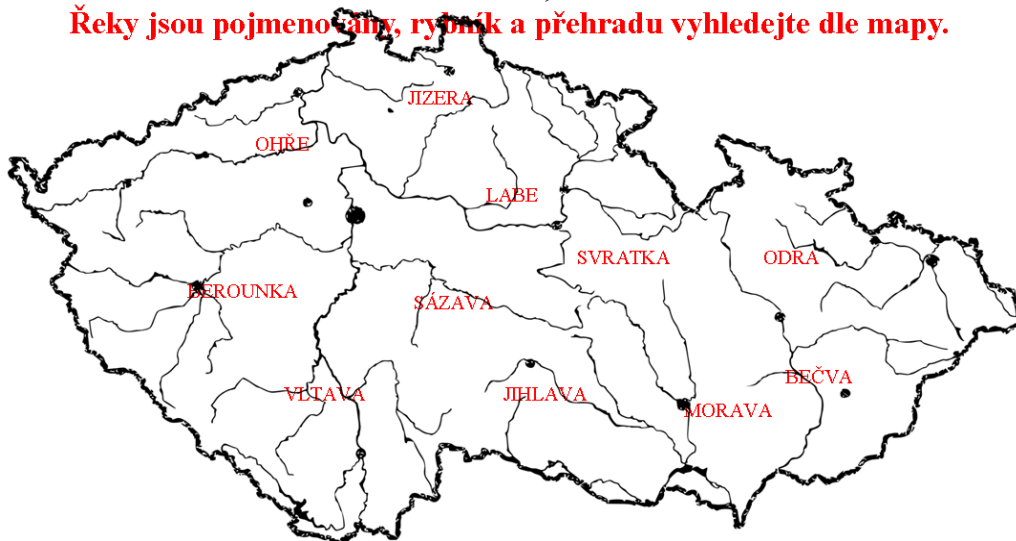 Řeky jsou pojmenovány, rybník a přehradu vyhledejte dle mapy.
JIZERA
OHŘE
LABE
SVRATKA
ODRA
BEROUNKA
SÁZAVA
BEČVA
VLTAVA
JIHLAVA
MORAVA